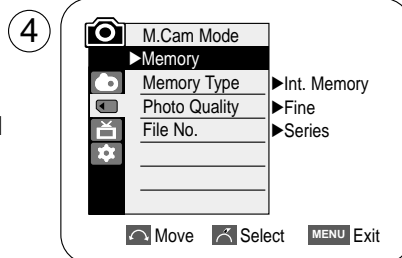 4
M.Cam Mode
▶Memory
Memory Type ▶Int. Memory
Photo Quality ▶Fine
File No. ▶Series
Move Select MENU Exit